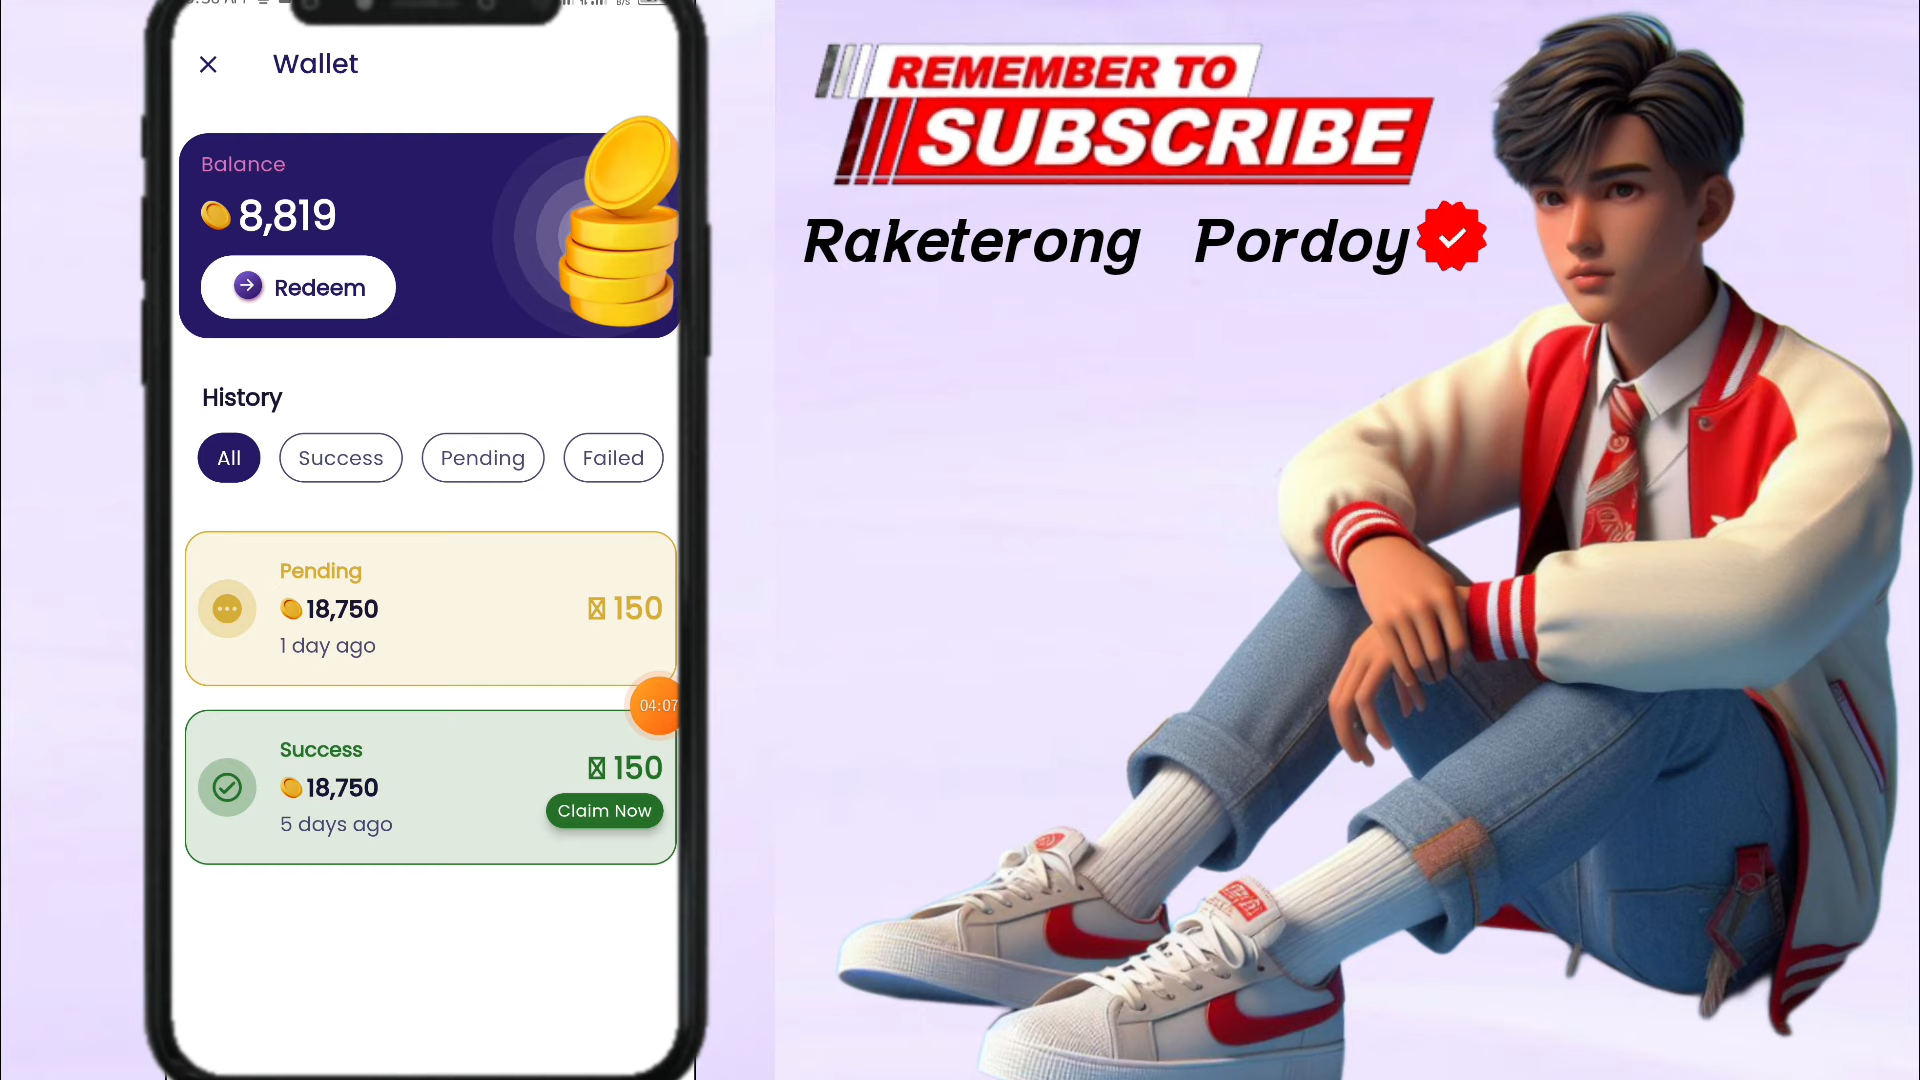 Wallet
Balance
8,819
Redeem
History
All Success Pending Failed
Pending
18,750
150
1 day ago
04:07
Success
18,750
150
Claim Now
5 days ago
REMEMBER TO
SUBSCRIBE
Raketerong Pordoy